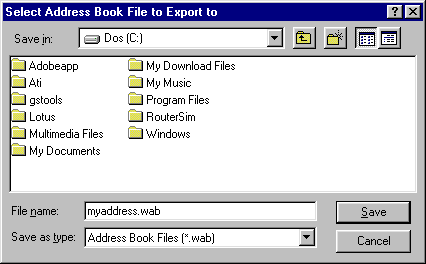 Select Address Book File to Export to
Save in: Dos (C:)
Adobeapp
Ati
gstools
Lotus
Multimedia Files
My Documents
My Download Files
My Music
Program Files
RouterSim
Windows
File name: myaddress.wab
Save
Save as type: Address Book Files (*.wab)
Cancel